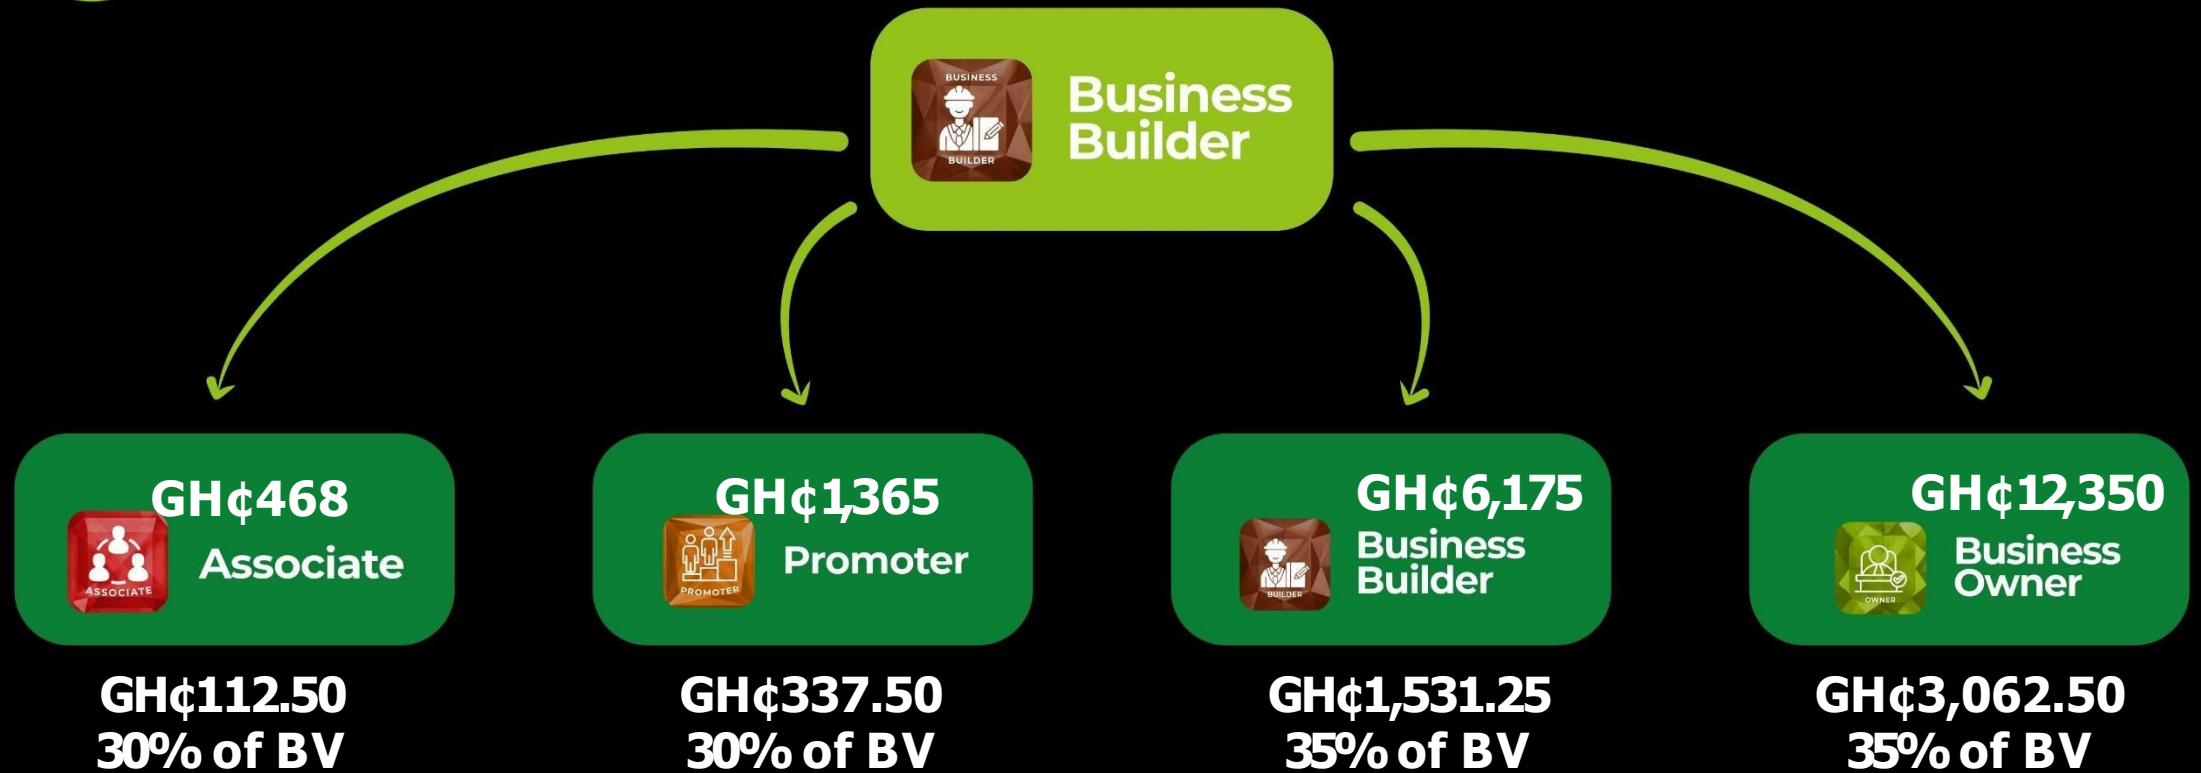 BUSINESS
BUILDER
Business
Builder
GH¢468
ASSOCIATE
Associate
GH¢112.50
30% of BV
GH¢1,365
PROMOTER
Promoter
GH¢337.50
30% of BV
GH¢6,175
BUILDER
Business
Builder
GH¢1,531.25
35% of BV
GH¢12,350
OWNER
Business
Owner
GH¢3,062.50
35% of BV